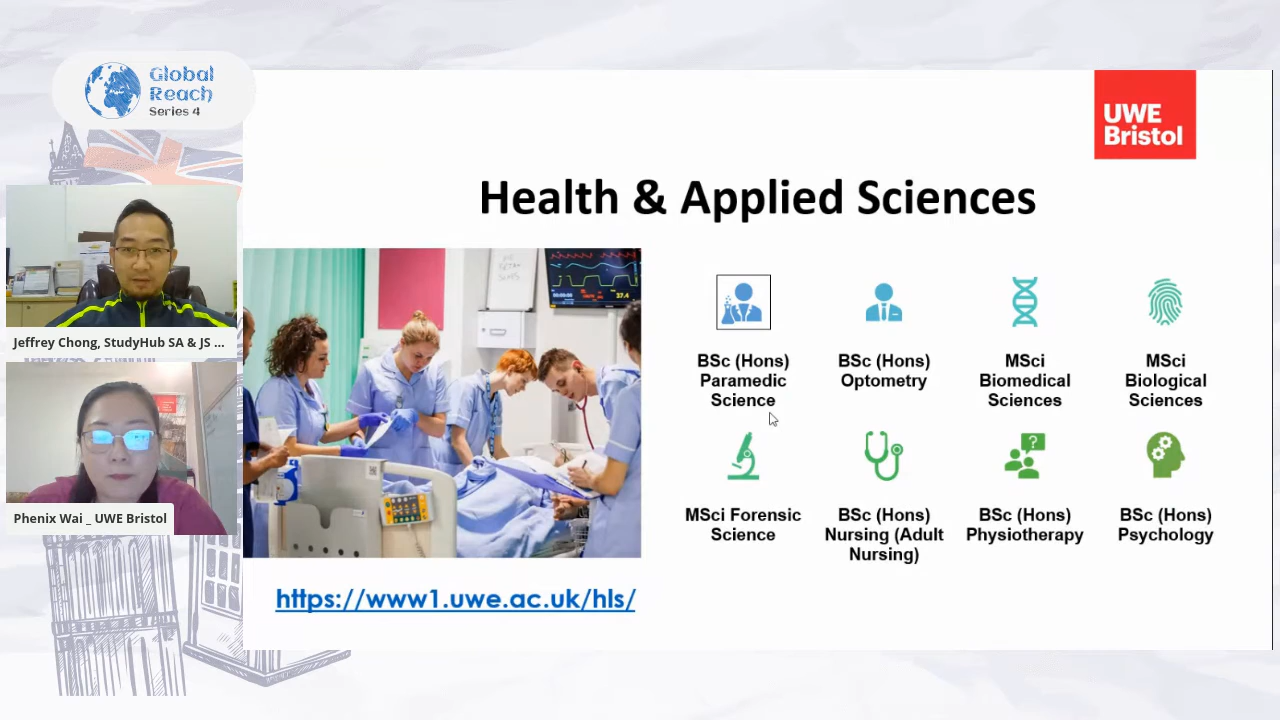 Global
Reach
Series 4
UWE
Bristol
Health & Applied Sciences
Jeffrey Chong, StudyHub SA & JS ...
Phenix Wai _ UWE Bristol
BSc (Hons)
Paramedic
Science
BSc (Hons)
Optometry
MSci
Biomedical
Sciences
MSci
Biological
Sciences
MSci Forensic
Science
BSc (Hons)
Nursing (Adult
Nursing)
BSc (Hons)
Physiotherapy
BSc (Hons)
Psychology
https://www1.uwe.ac.uk/hls/
37.4
?